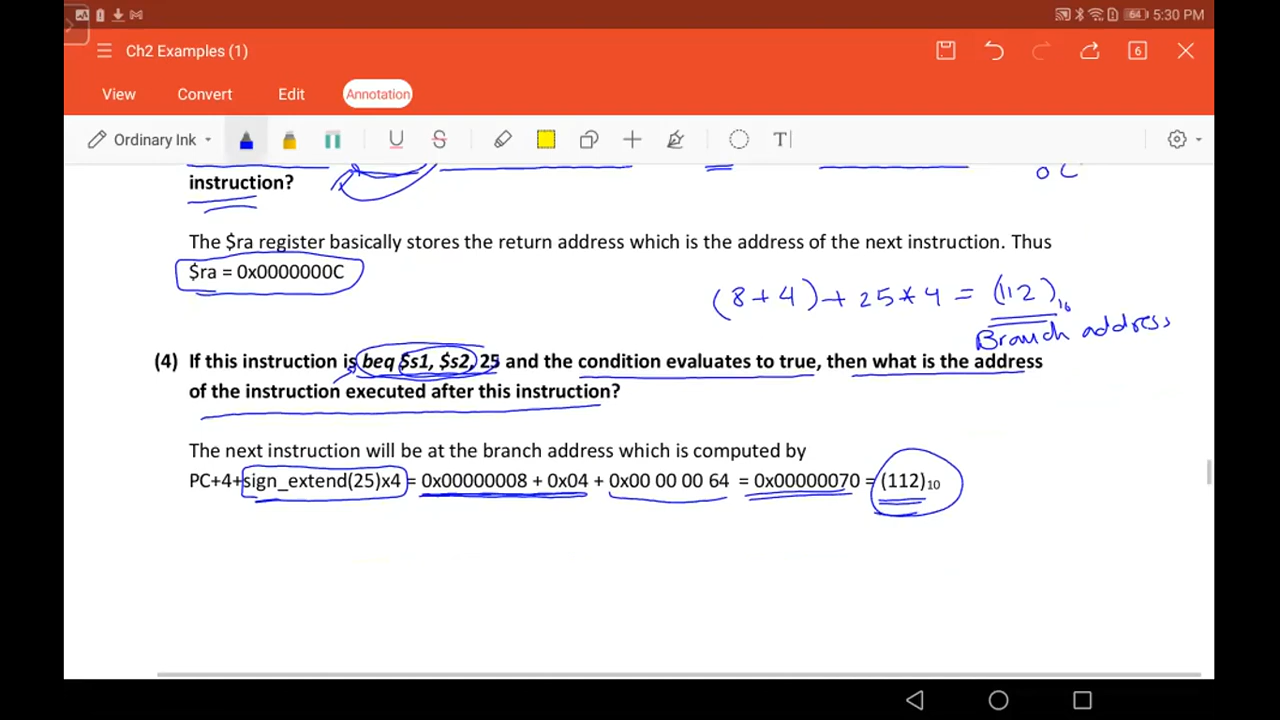 64 5:30 PM
Ch2 Examples (1)
6
View Convert Edit Annotation
Ordinary Ink
T
instruction?
0 C
The $ra register basically stores the return address which is the address of the next instruction. Thus
$ra = 0x0000000C
(8+4)+25*4 = (112)10
Branch address
(4) If this instruction is beq $s1, $s2, 25 and the condition evaluates to true, then what is the address
of the instruction executed after this instruction?
The next instruction will be at the branch address which is computed by
PC+4+sign_extend(25)x4 = 0x00000008 + 0x04 + 0x00 00 00 64 = 0x00000070 = (112)10